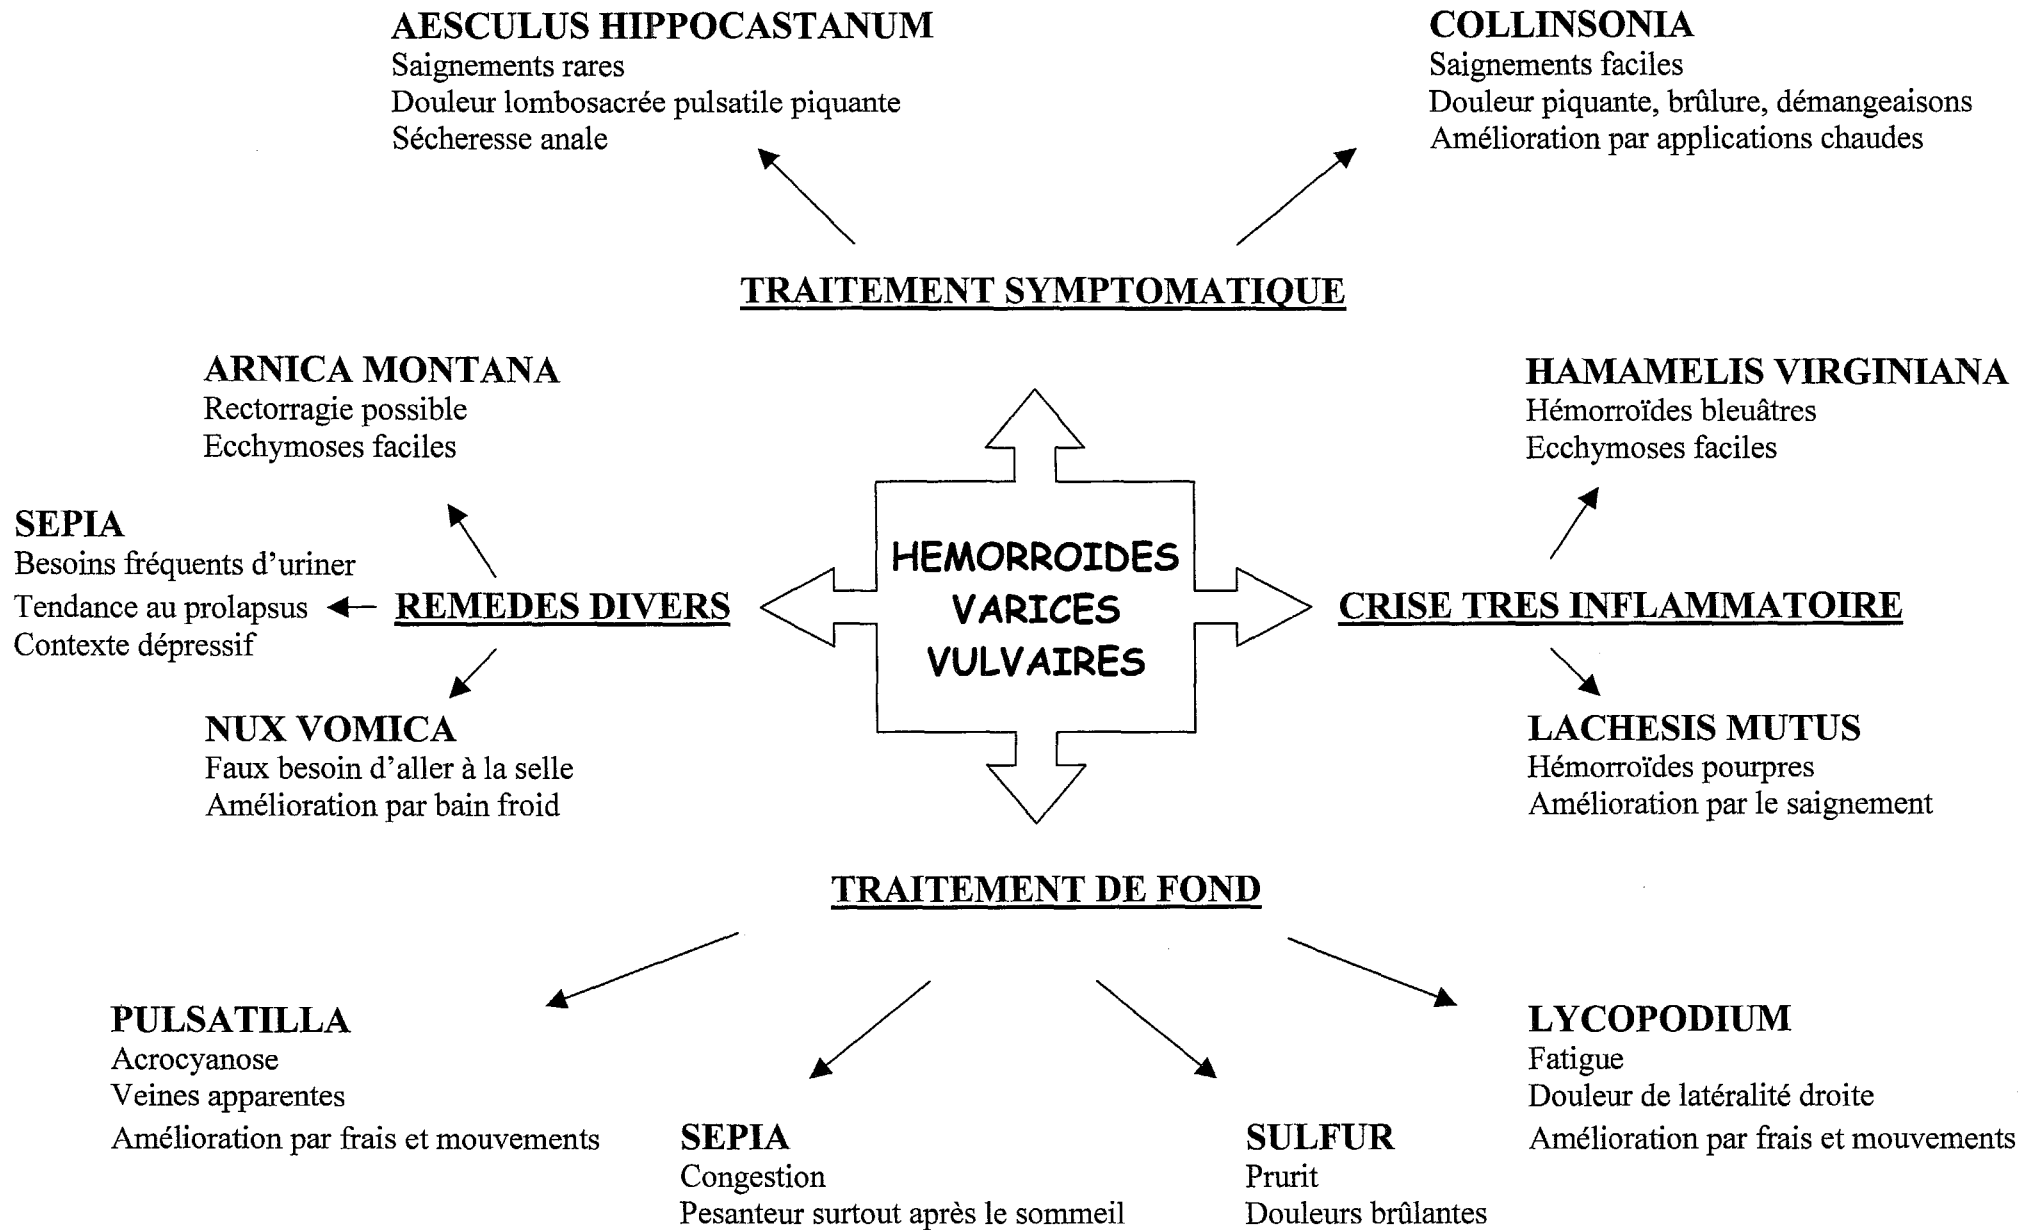 AESCULUS HIPPOCASTANUM
Saignements rares
Douleur lombosacrée pulsatile piquante
Sécheresse anale
COLLINSONIA
Saignements faciles
Douleur piquante, brûlure, démangeaisons
Amélioration par applications chaudes
TRAITEMENT SYMPTOMATIQUE
ARNICA MONTANA
Rectorragie possible
Ecchymoses faciles
HAMAMELIS VIRGINIANA
Hémorroïdes bleuâtres
Ecchymoses faciles
SEPIA
Besoins fréquents d'uriner
Tendance au prolapsus
Contexte dépressif
REMEDES DIVERS
HEMORROIDES
VARICES
VULVAIRES
CRISE TRES INFLAMMATOIRE
NUX VOMICA
Faux besoin d'aller à la selle
Amélioration par bain froid
LACHESIS MUTUS
Hémorroïdes pourpres
Amélioration par le saignement
TRAITEMENT DE FOND
PULSATILLA
Acrocyanose
Veines apparentes
Amélioration par frais et mouvements
SEPIA
Congestion
Pesanteur surtout après le sommeil
SULFUR
Prurit
Douleurs brûlantes
LYCOPODIUM
Fatigue
Douleur de latéralité droite
Amélioration par frais et mouvements